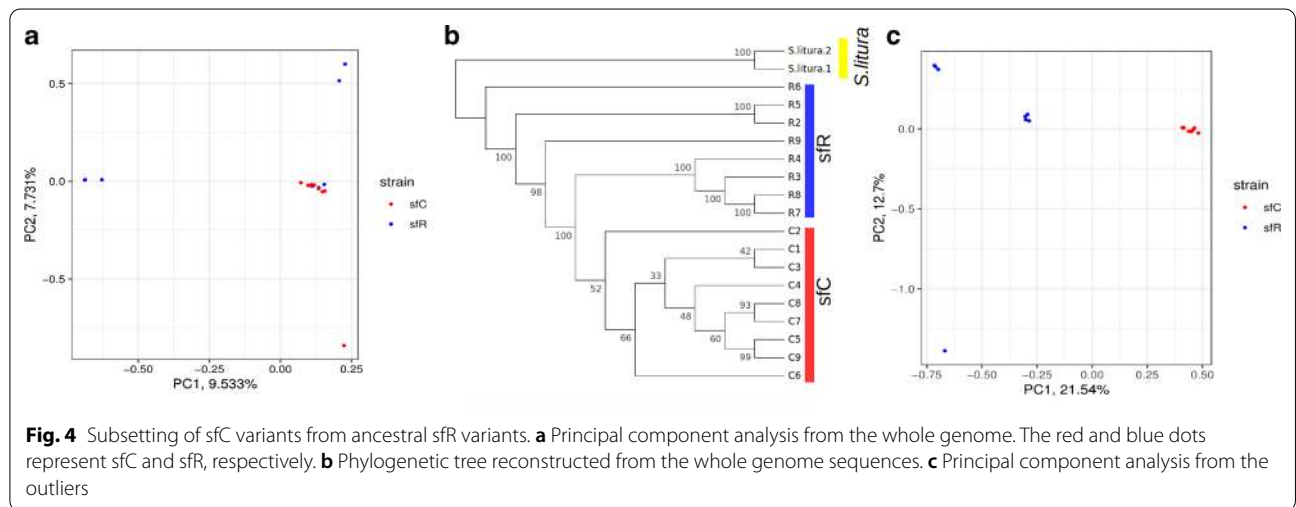 a
0.5
0.0
−0.5
PC2, 7.731%
−0.50
−0.25
0.00
0.25
PC1, 9.533%
strain
sfC
sfR
b
S.litura.2
S.litura.1
R6
R5
R2
R9
R4
R3
R8
R7
C2
C1
C3
C4
C8
C7
C5
C9
C6
100
100
100
98
100
100
100
100
52
42
33
93
48
60
99
66
S.litura
sfR
sfC
c
0.0
−0.5
−1.0
PC2, 12.7%
−0.75
−0.50
−0.25
0.00
0.25
0.50
PC1, 21.54%
strain
sfC
sfR
Fig. 4 Subsetting of sfC variants from ancestral sfR variants. a Principal component analysis from the whole genome. The red and blue dots
represent sfC and sfR, respectively. b Phylogenetic tree reconstructed from the whole genome sequences. c Principal component analysis from the
outliers